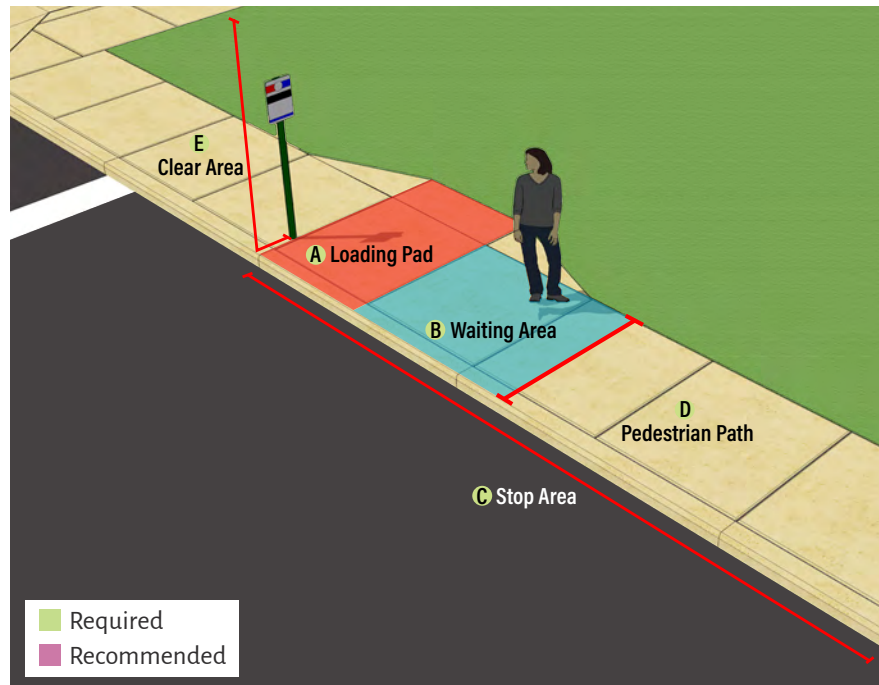 E
Clear Area
A Loading Pad
B Waiting Area
D
Pedestrian Path
C Stop Area
Required
Recommended